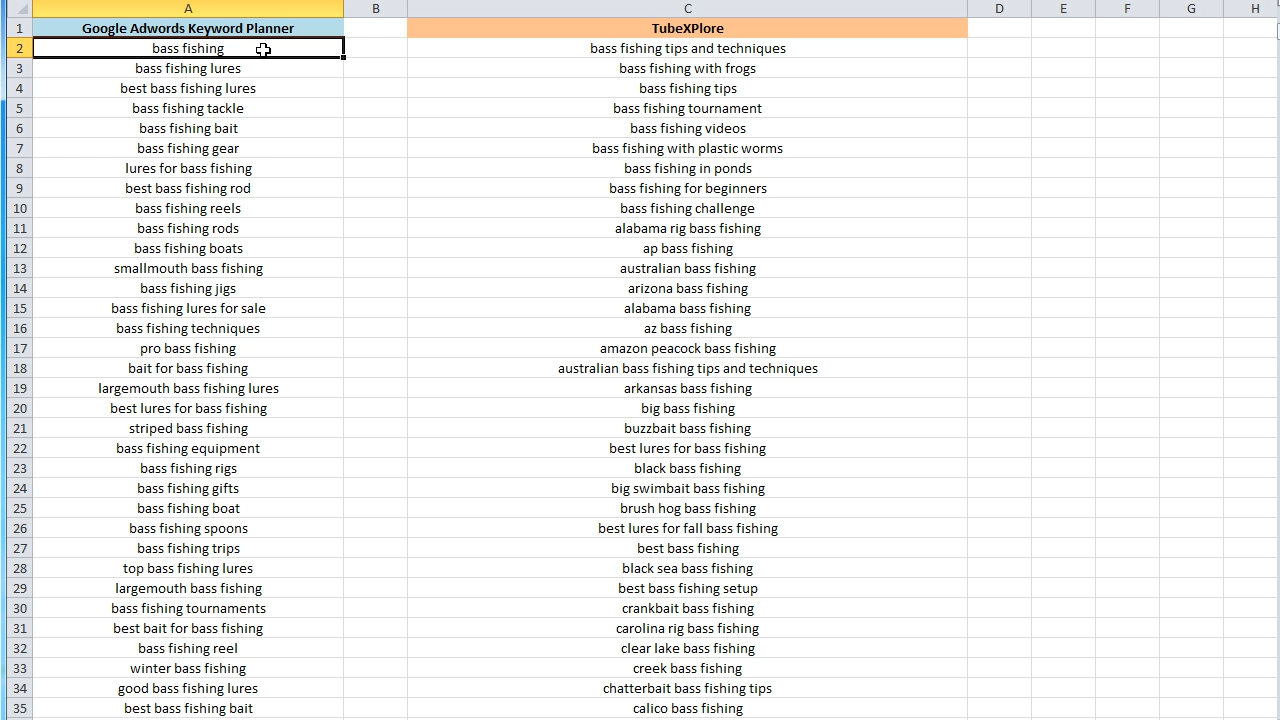 A B C D E F G H
1 Google Adwords Keyword Planner TubeXPlore
2 bass fishing bass fishing tips and techniques
3 bass fishing lures bass fishing with frogs
4 best bass fishing lures bass fishing tips
5 bass fishing tackle bass fishing tournament
6 bass fishing bait bass fishing videos
7 bass fishing gear bass fishing with plastic worms
8 lures for bass fishing bass fishing in ponds
9 best bass fishing rod bass fishing for beginners
10 bass fishing reels bass fishing challenge
11 bass fishing rods alabama rig bass fishing
12 bass fishing boats ap bass fishing
13 smallmouth bass fishing australian bass fishing
14 bass fishing jigs arizona bass fishing
15 bass fishing lures for sale alabama bass fishing
16 bass fishing techniques az bass fishing
17 pro bass fishing amazon peacock bass fishing
18 bait for bass fishing australian bass fishing tips and techniques
19 largemouth bass fishing lures arkansas bass fishing
20 best lures for bass fishing big bass fishing
21 striped bass fishing buzzbait bass fishing
22 bass fishing equipment best lures for bass fishing
23 bass fishing rigs black bass fishing
24 bass fishing gifts big swimbait bass fishing
25 bass fishing boat brush hog bass fishing
26 bass fishing spoons best lures for fall bass fishing
27 bass fishing trips best bass fishing
28 top bass fishing lures black sea bass fishing
29 largemouth bass fishing best bass fishing setup
30 bass fishing tournaments crankbait bass fishing
31 best bait for bass fishing carolina rig bass fishing
32 bass fishing reel clear lake bass fishing
33 winter bass fishing creek bass fishing
34 good bass fishing lures chatterbait bass fishing tips
35 best bass fishing bait calico bass fishing